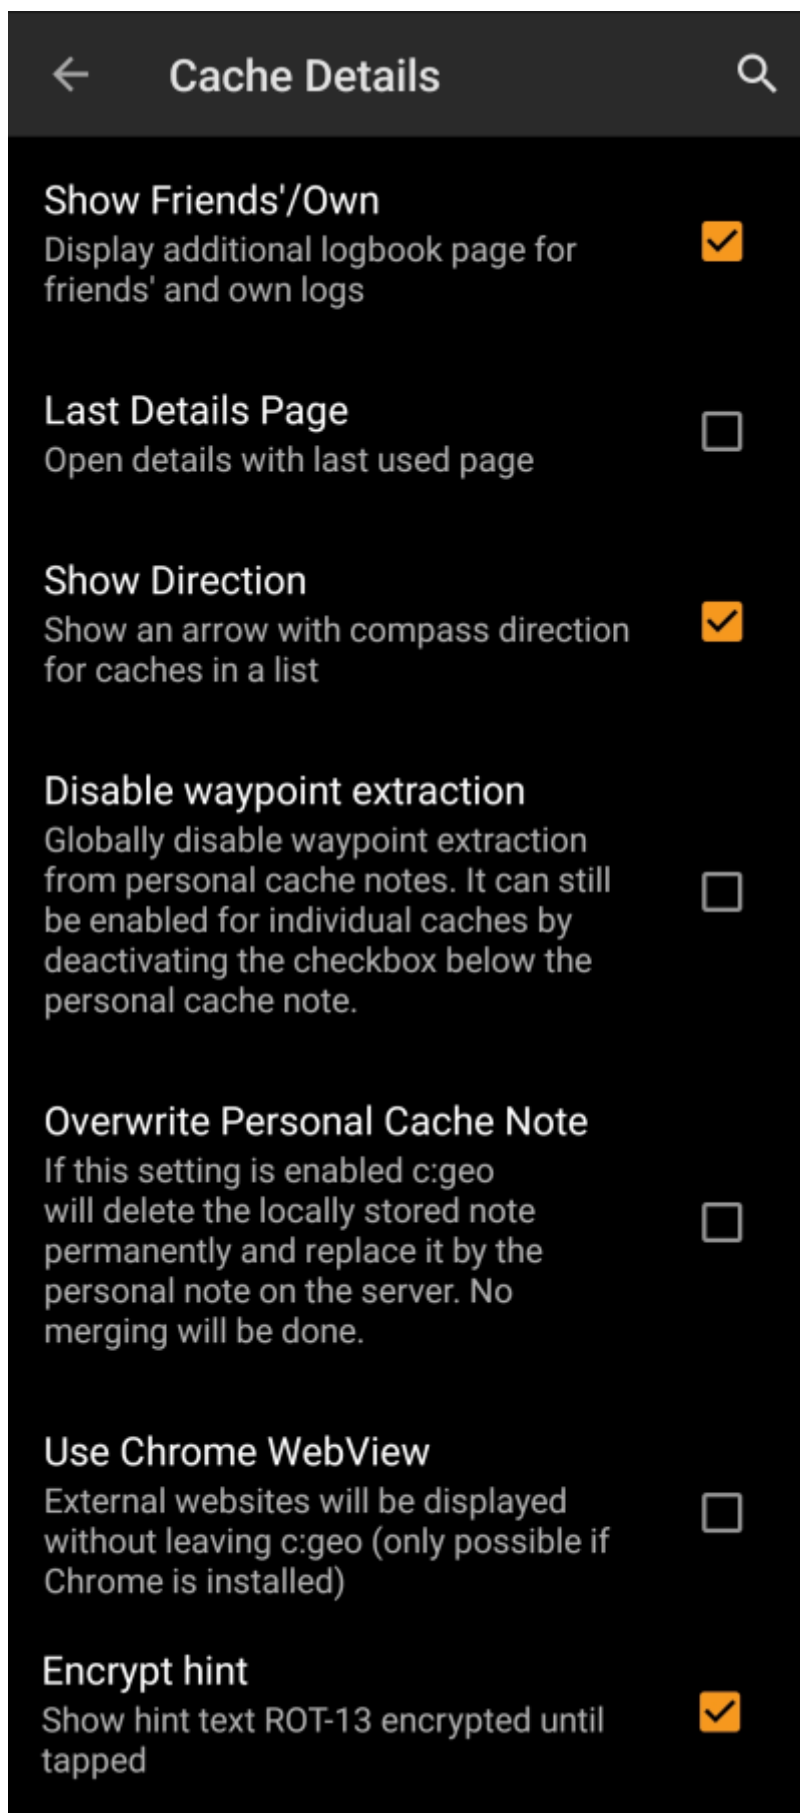 Cache Details
Show Friends'/Own
Display additional logbook page for
friends' and own logs
Last Details Page
Open details with last used page
Show Direction
Show an arrow with compass direction
for caches in a list
Disable waypoint extraction
Globally disable waypoint extraction
from personal cache notes. It can still
be enabled for individual caches by
deactivating the checkbox below the
personal cache note.
Overwrite Personal Cache Note
If this setting is enabled c:geo
will delete the locally stored note
permanently and replace it by the
personal note on the server. No
merging will be done.
Use Chrome WebView
External websites will be displayed
without leaving c:geo (only possible if
Chrome is installed)
Encrypt hint
Show hint text ROT-13 encrypted until
tapped